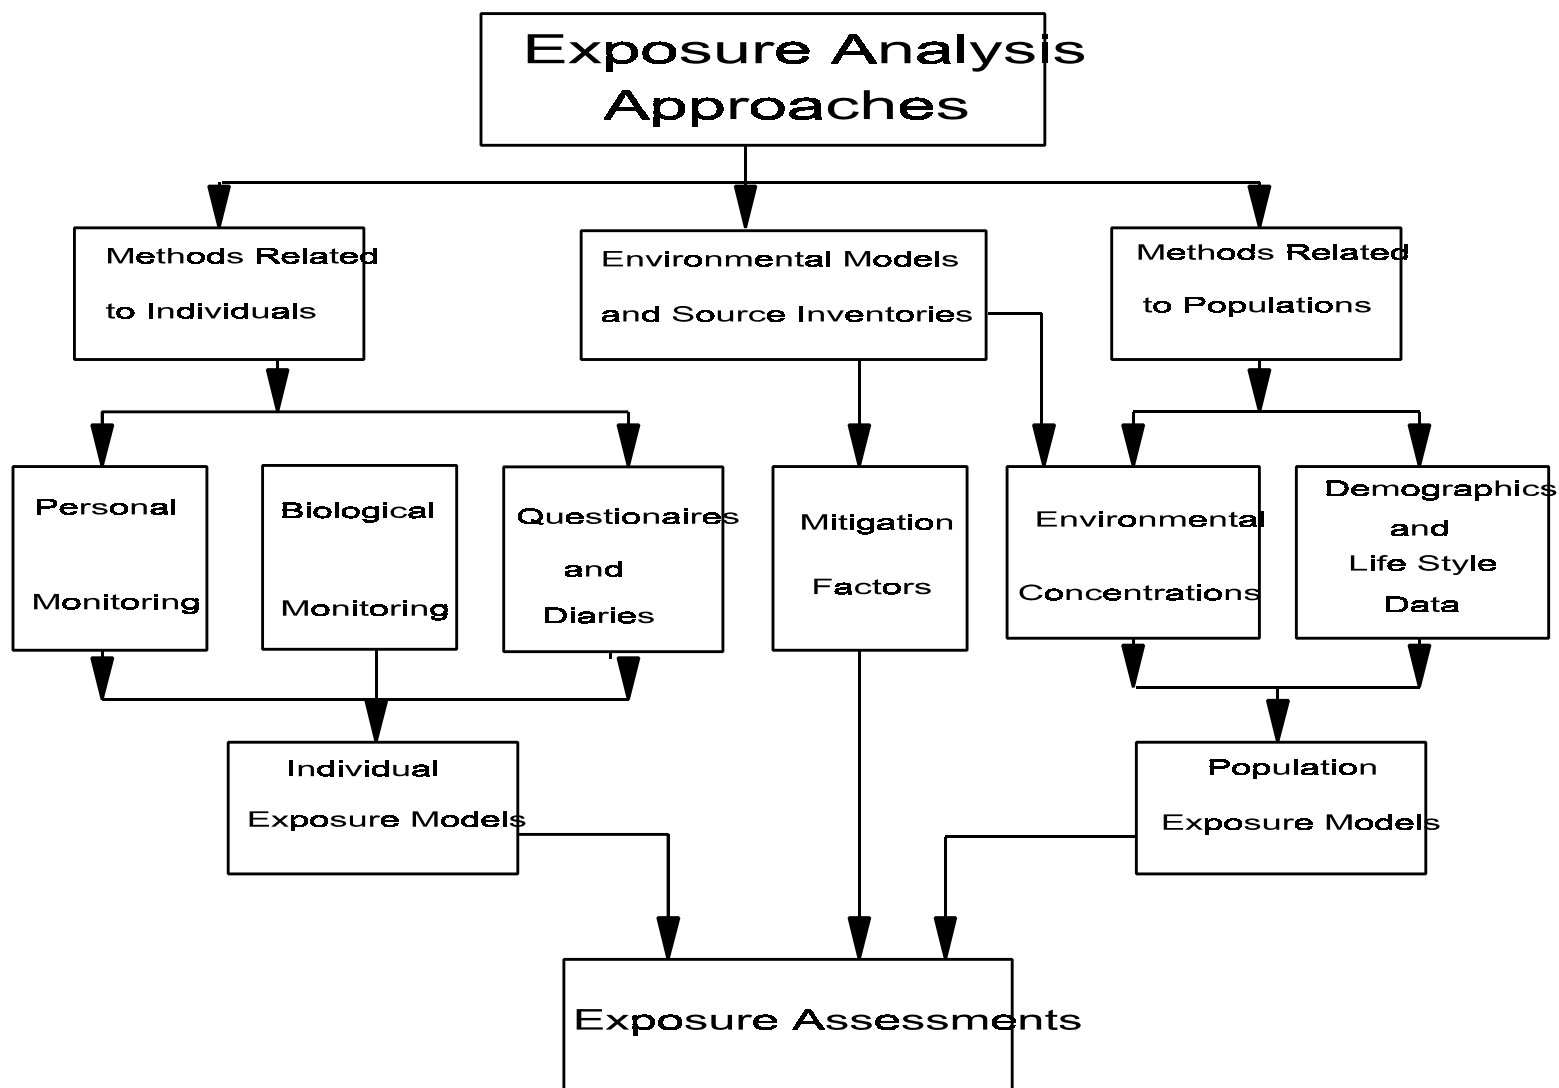 Exposure Analysis
Approaches
Methods Related
to Individuals
Environmental Models
and Source Inventories
Methods Related
to Populations
Personal
Monitoring
Biological
Monitoring
Questionaires
and
Diaries
Mitigation
Factors
Environmental
Concentrations
Demographics
and
Life Style
Data
Individual
Exposure Models
Population
Exposure Models
Exposure Assessments